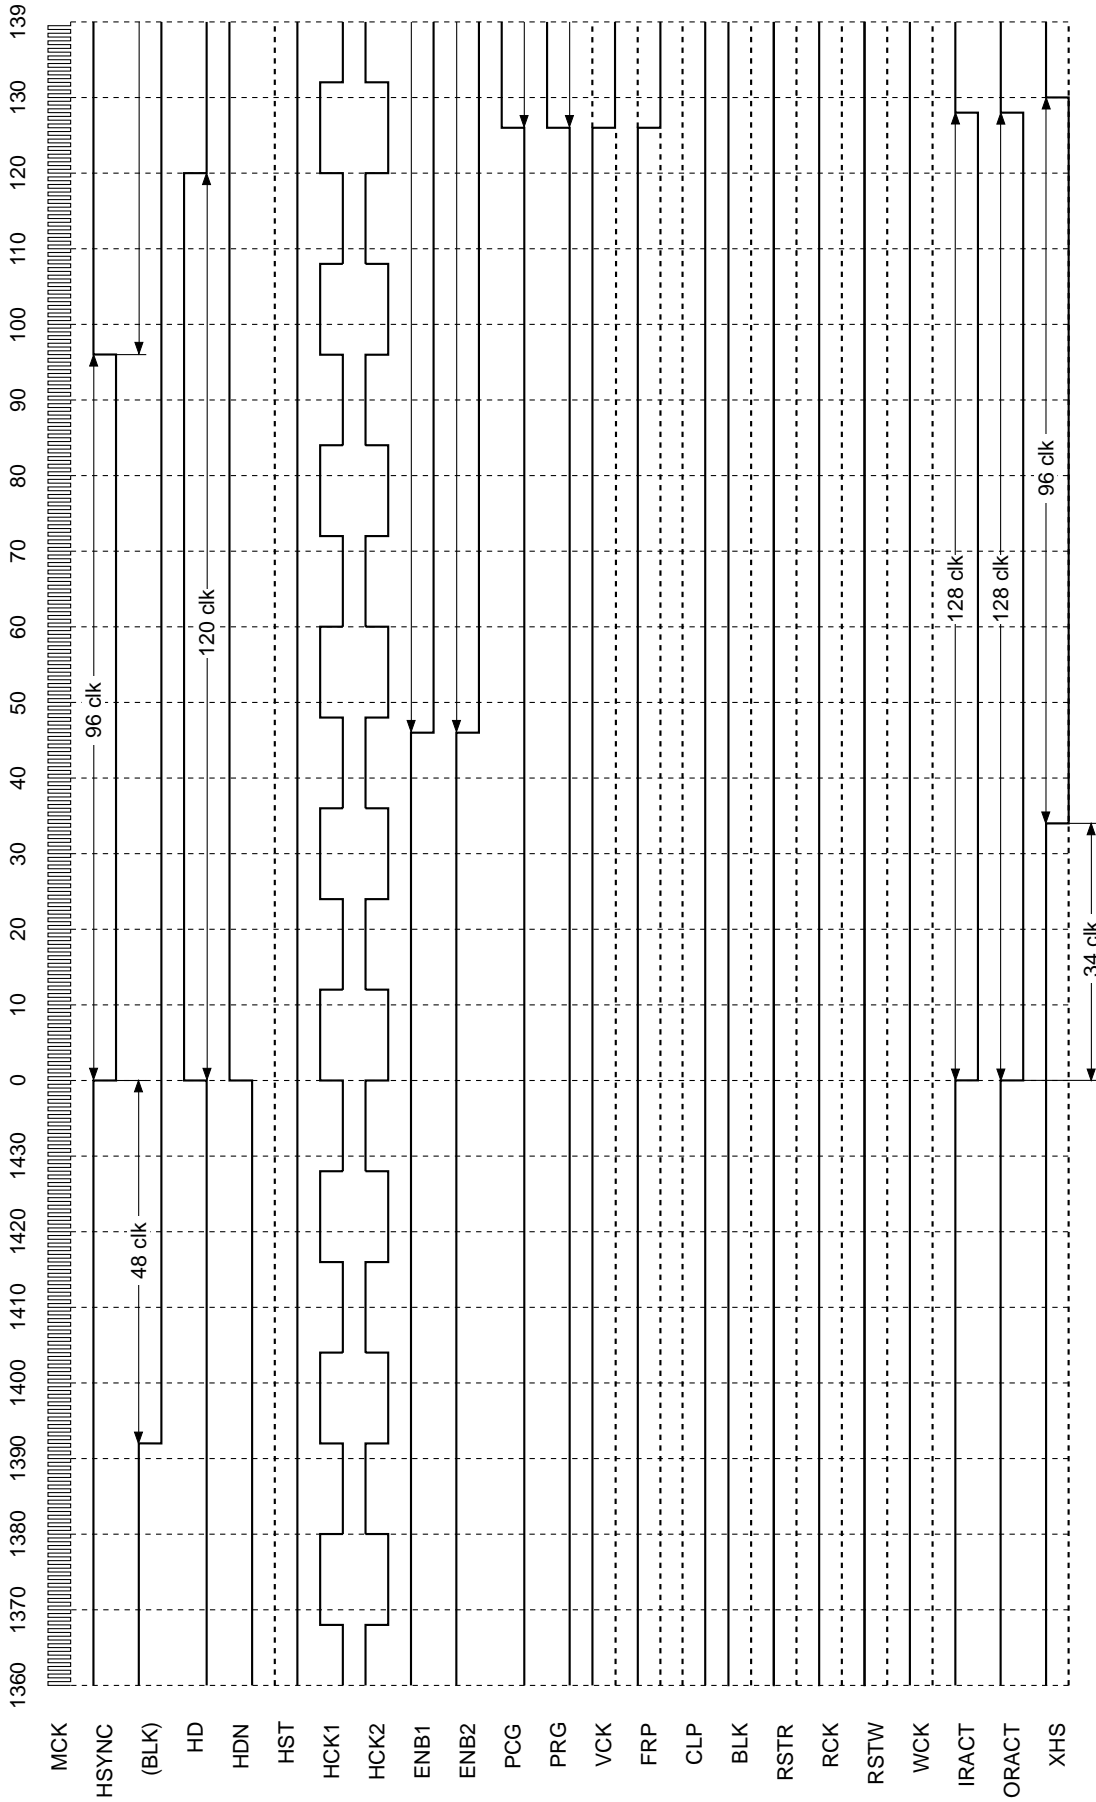 MCK
HSYNC
(BLK)
HD
HDN
HST
HCK1
HCK2
ENB1
ENB2
PCG
PRG
VCK
FRP
CLP
BLK
RSTR
RCK
RSTW
WCK
IRACT
ORACT
XHS
1360
1370
1380
1390
1400
1410
1420
1430
0
10
20
30
40
50
60
70
80
90
100
110
120
130
139
96 clk
48 clk
120 clk
128 clk
128 clk
96 clk
34 clk